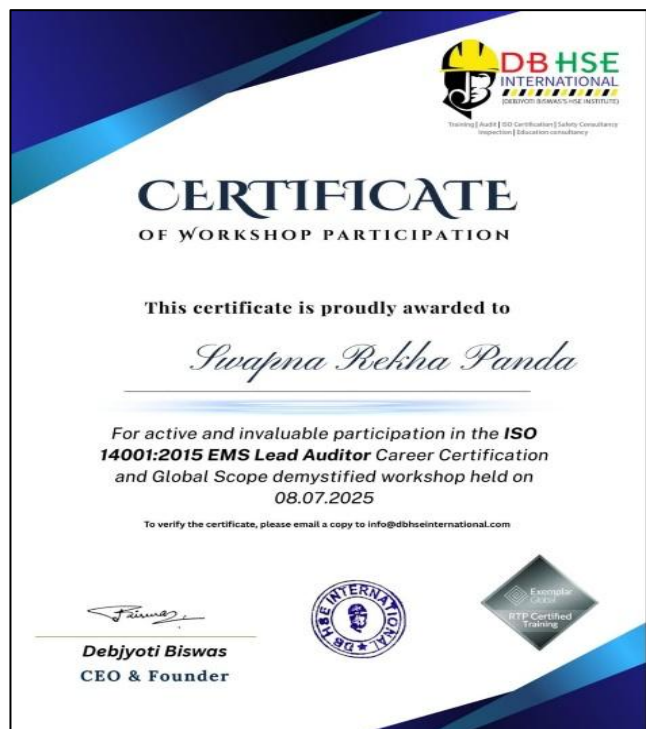 DB HSE
INTERNATIONAL
(DEBJYOTI BISWAS'S HSE INSTITUTE)
Training | Audit | ISO Certification | Safety Consultancy
Inspection | Education consultancy
CERTIFICATE
OF WORKSHOP PARTICIPATION
This certificate is proudly awarded to
Swapna Rekha Panda
For active and invaluable participation in the ISO
14001:2015 EMS Lead Auditor Career Certification
and Global Scope demystified workshop held on
08.07.2025
To verify the certificate, please email a copy to info@dbhseinternational.com
Biswas
DB HSE INTERNATIONAL
Exemplar
Global
RTP Certified
Training
Debjyoti Biswas
CEO & Founder